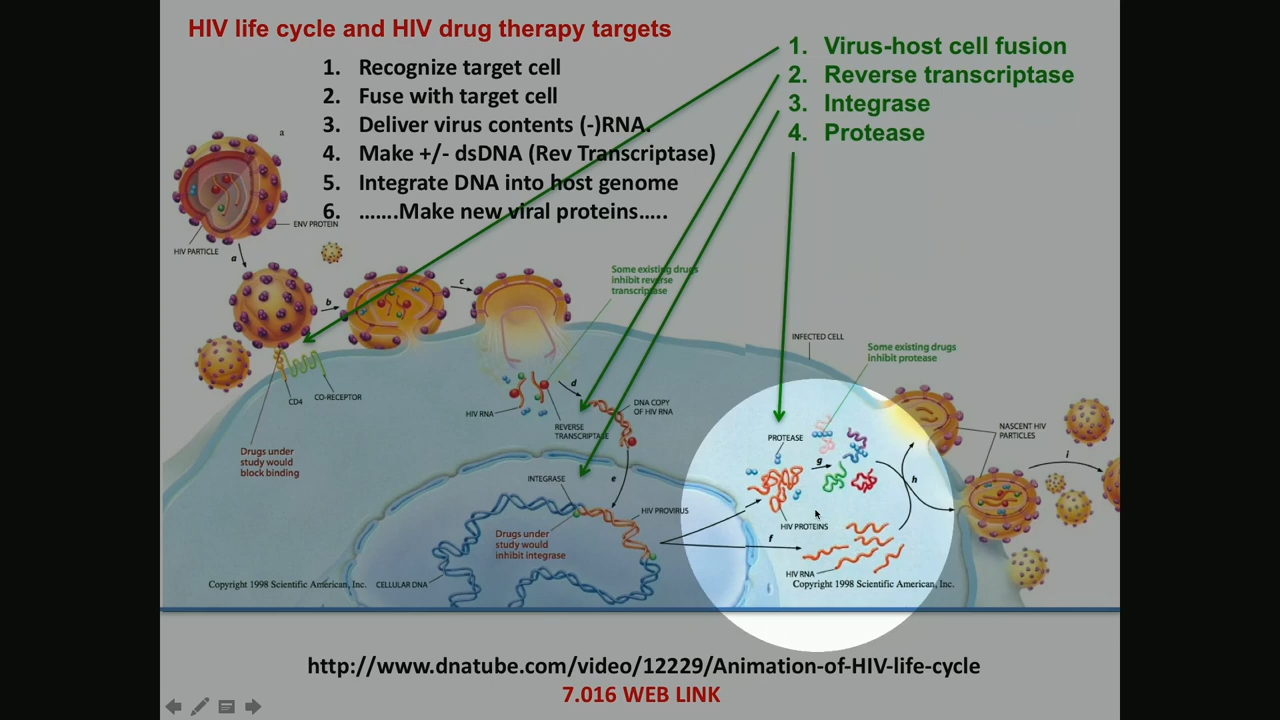 HIV life cycle and HIV drug therapy targets
1. Recognize target cell
2. Fuse with target cell
3. Deliver virus contents (-)RNA.
4. Make +/- dsDNA (Rev Transcriptase)
5. Integrate DNA into host genome
6. .......Make new viral proteins.....
1. Virus-host cell fusion
2. Reverse transcriptase
3. Integrase
4. Protease
a
ENV PROTEIN
HIV PARTICLE
a
b
c
Some existing drugs
inhibit reverse
transcriptase
INFECTED CELL
Some existing drugs
inhibit protease
CD4
CO-RECEPTOR
HIV RNA
d
REVERSE
TRANSCRIPTASE
DNA COPY
OF HIV RNA
Drugs under
study would
block binding
PROTEASE
g
h
NASCENT HIV
PARTICLES
i
INTEGRASE
e
HIV PROVIRUS
Drugs under
study would
inhibit integrase
HIV PROTEINS
f
HIV RNA
Copyright 1998 Scientific American, Inc.
CELLULAR DNA
Copyright 1998 Scientific American, Inc.
http://www.dnatube.com/video/12229/Animation-of-HIV-life-cycle
7.016 WEB LINK